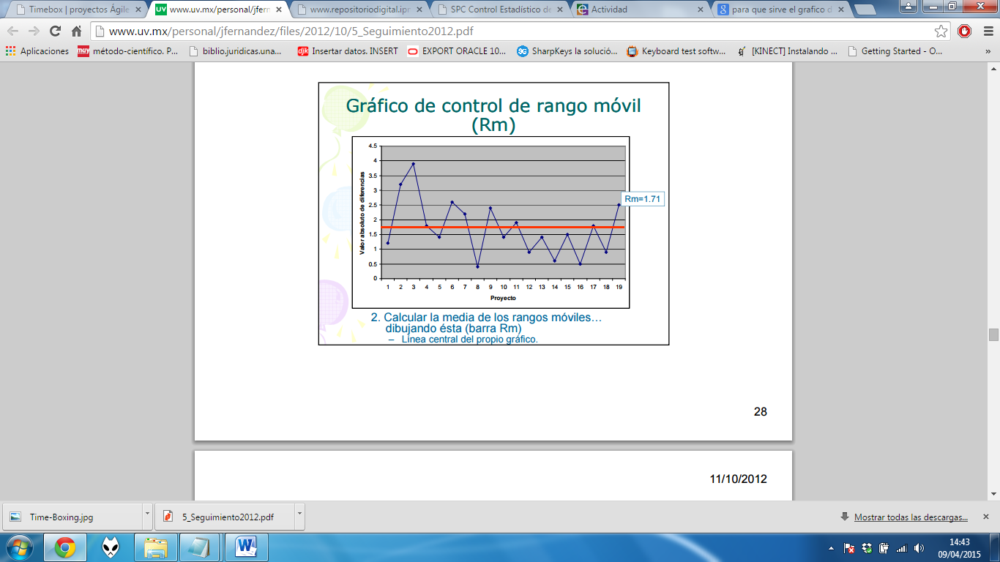 Timebox | proyectos Ágile
UV www.uv.mx/personal/jfern
www.repositoriodigital.ipn
SPC Control Estadístico de
Actividad
para que sirve el grafico d
www.uv.mx/personal/jfernandez/files/2012/10/5_Seguimiento2012.pdf
Aplicaciones
muy método-científico. P...
biblio.juridicas.una...
djk Insertar datos. INSERT
EXPORT ORACLE 10...
SharpKeys la solució...
Keyboard test softw...
[KINECT] Instalando ...
Getting Started - O...
»
Gráfico de control de rango móvil
(Rm)
4.5
4
3.5
3
2.5
2
1.5
1
0.5
0
Valor absoluto de diferencias
Rm=1.71
1 2 3 4 5 6 7 8 9 10 11 12 13 14 15 16 17 18 19
Proyecto
2. Calcular la media de los rangos móviles…
dibujando ésta (barra Rm)
– Línea central del propio gráfico.
28
11/10/2012
Time-Boxing.jpg
5_Seguimiento2012.pdf
Mostrar todas las descargas...
14:43
09/04/2015